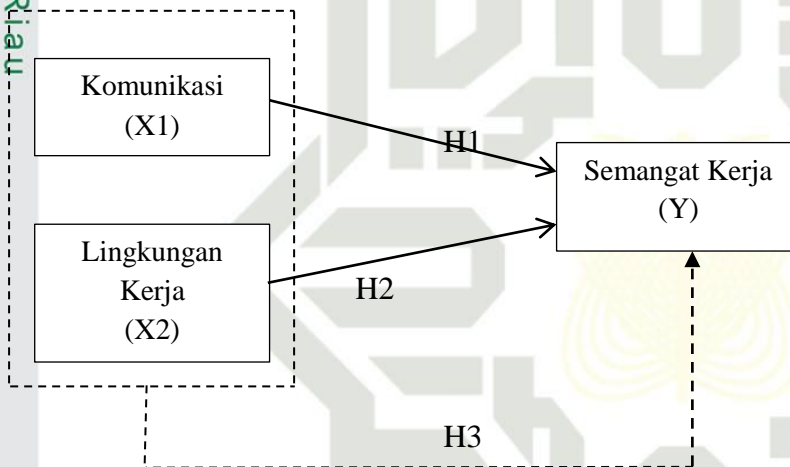 Riau
Komunikasi
(X1)
H1
Semangat Kerja
(Y)
Lingkungan
Kerja
(X2)
H2
H3